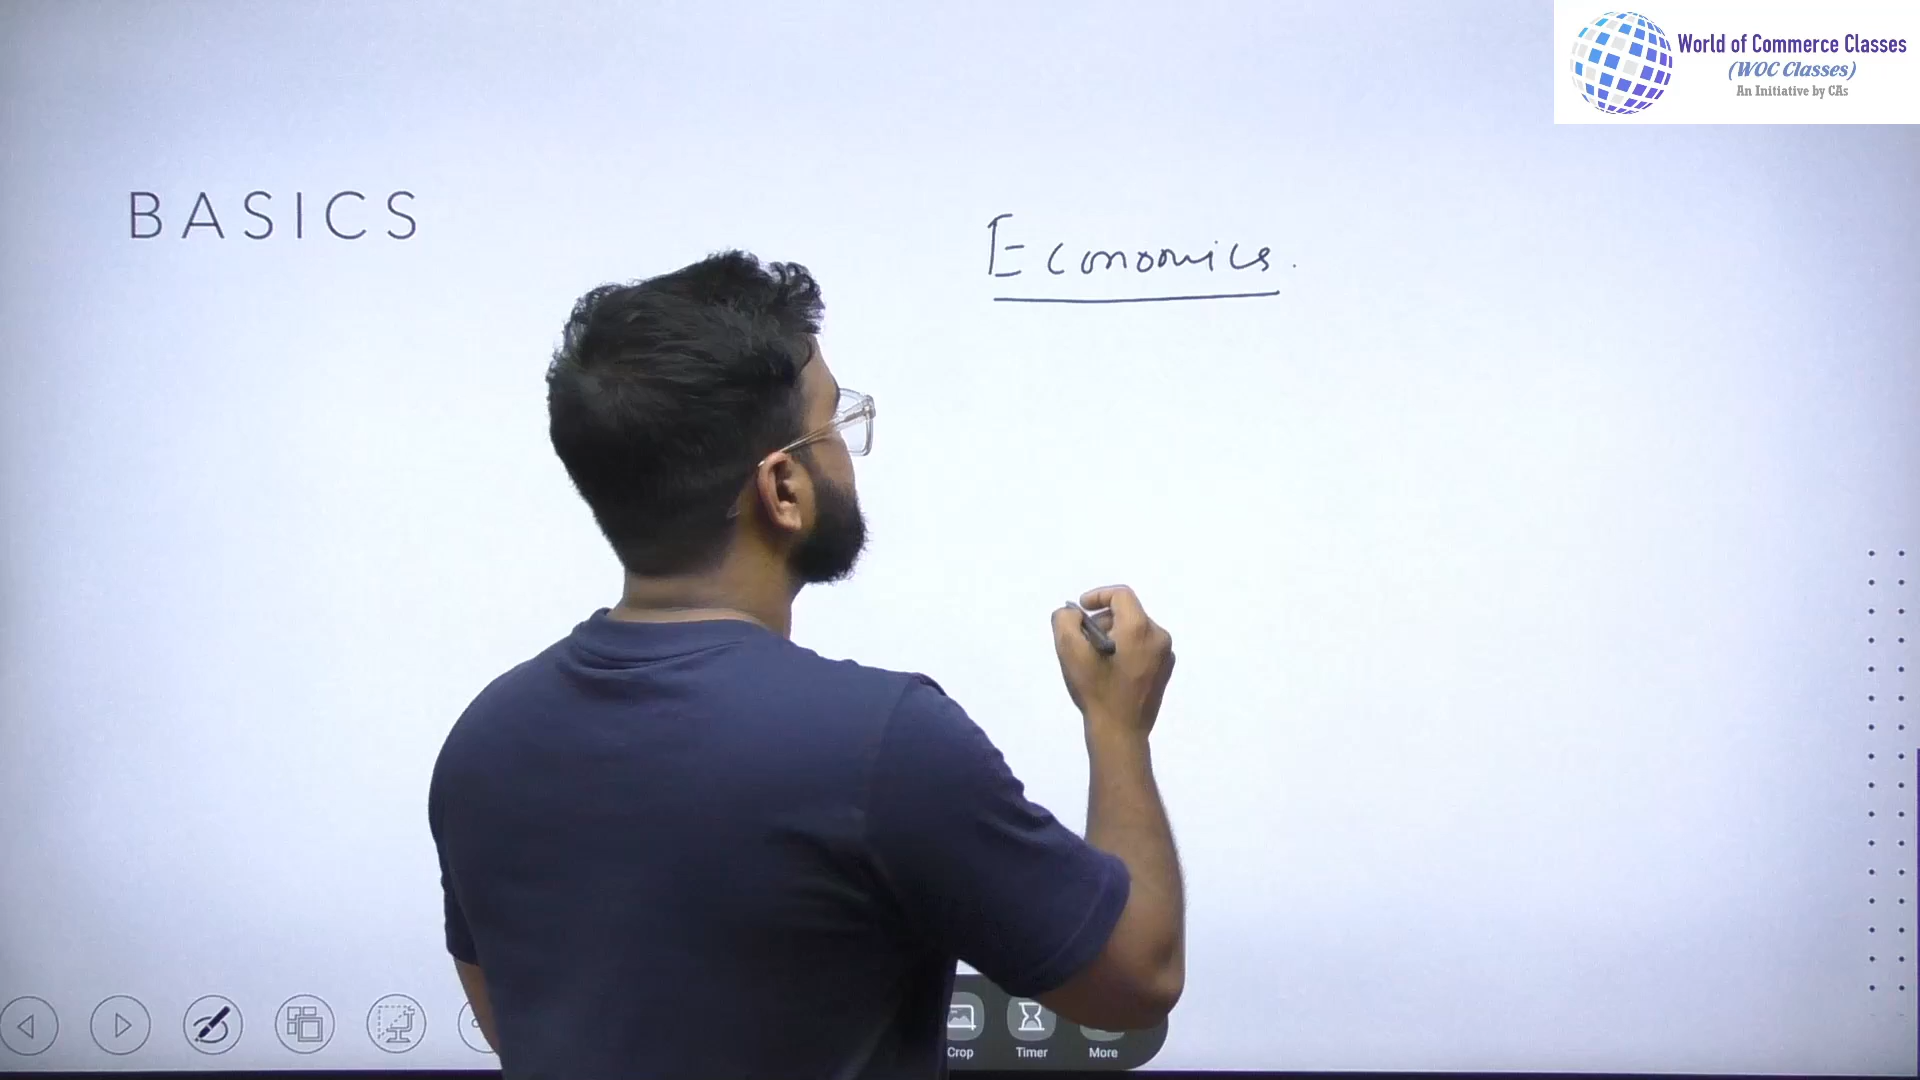 World of Commerce Classes
(WOC Classes)
An Initiative by CAs
BASICS
Economics.
Crop
Timer
More